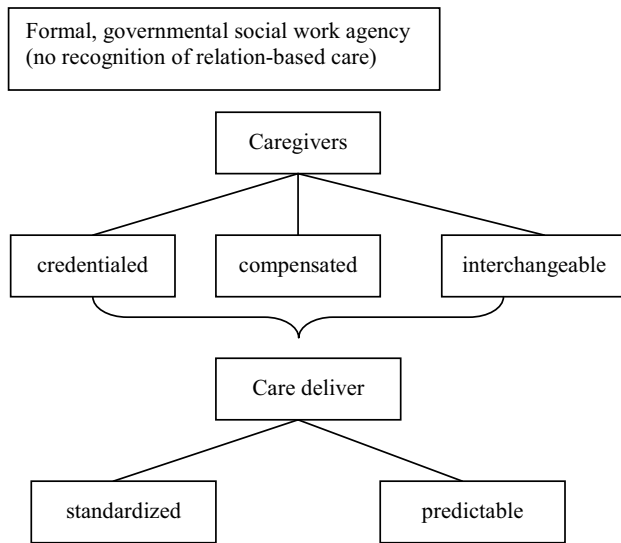 Formal, governmental social work agency
(no recognition of relation-based care)
Caregivers
credentialed
compensated
interchangeable
Care deliver
standardized
predictable